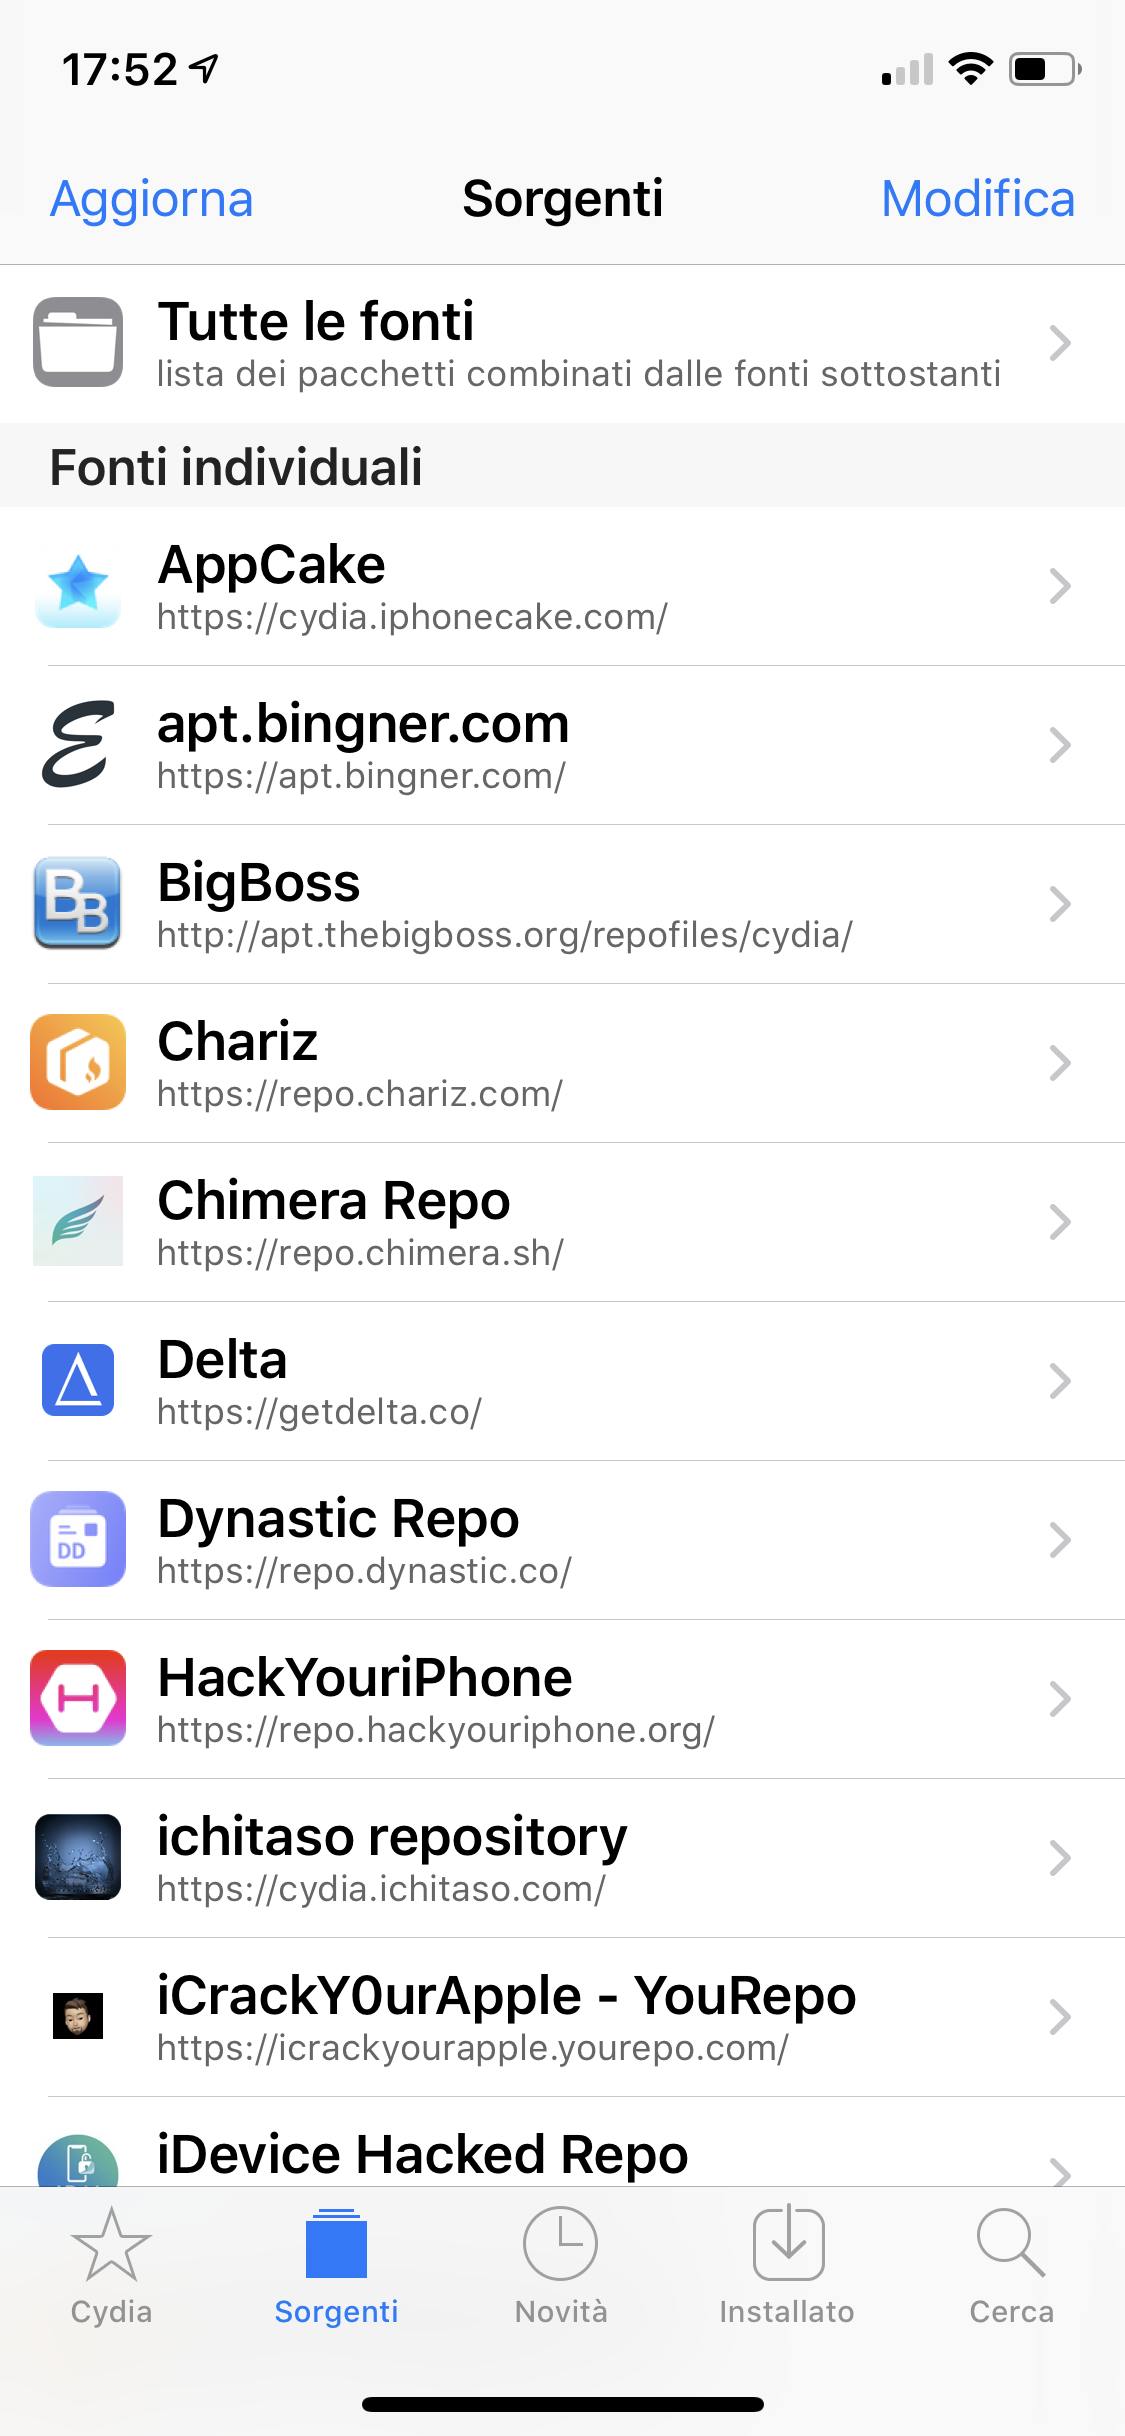 17:52
Aggiorna Sorgenti Modifica
Tutte le fonti
lista dei pacchetti combinati dalle fonti sottostanti
Fonti individuali
AppCake
https://cydia.iphonecake.com/
apt.bingner.com
https://apt.bingner.com/
BigBoss
http://apt.thebigboss.org/repofiles/cydia/
Chariz
https://repo.chariz.com/
Chimera Repo
https://repo.chimera.sh/
Delta
https://getdelta.co/
DD
Dynastic Repo
https://repo.dynastic.co/
HackYouriPhone
https://repo.hackyouriphone.org/
ichitaso repository
https://cydia.ichitaso.com/
iCrackY0urApple - YouRepo
https://icrackyourapple.yourepo.com/
iDevice Hacked Repo
Cydia Sorgenti Novità Installato Cerca